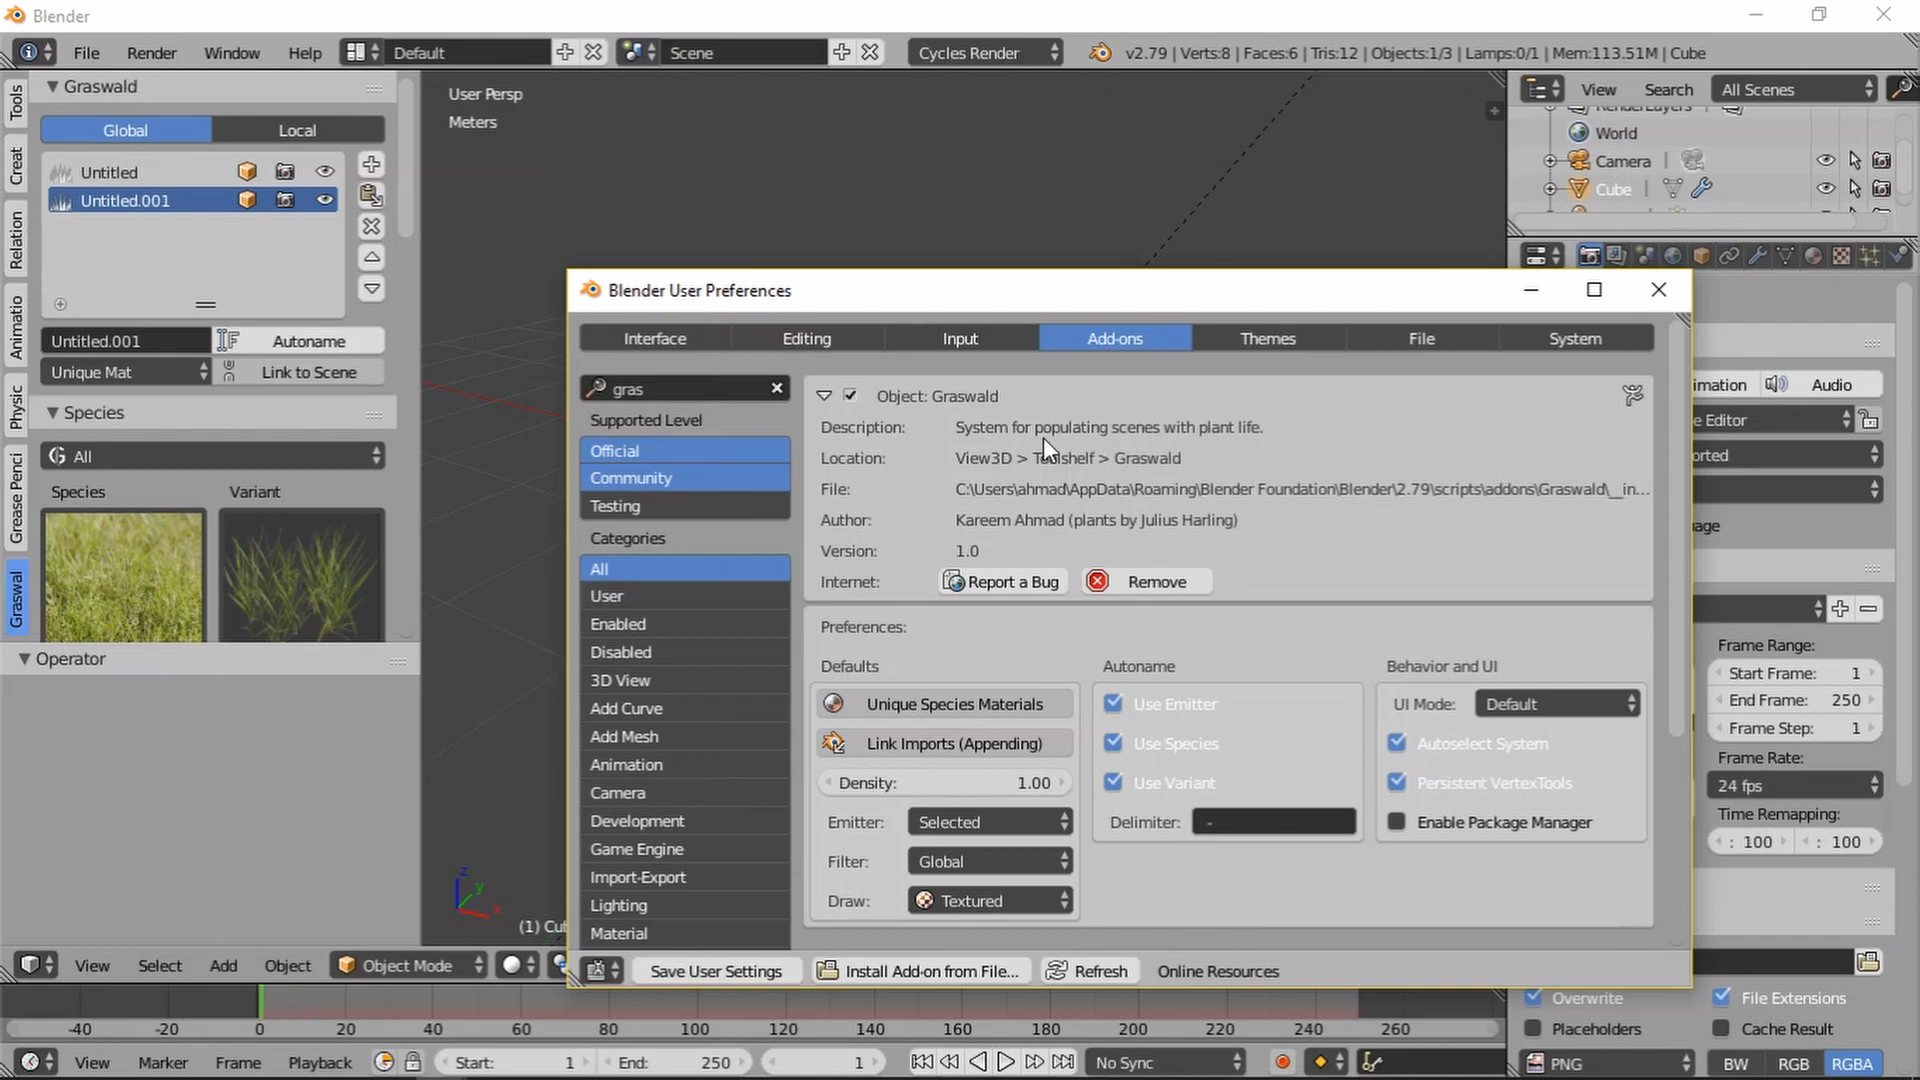 Blender
File Render Window Help Default Scene Cycles Render v2.79 | Verts:8 | Faces:6 | Tris:12 | Objects:1/3 | Lamps:0/1 | Mem:113.51M | Cube
Tools
Creat
Relation
Animatio
Physic
Grease Penci
Graswal
Graswald
Global Local
Untitled
Untitled.001
Untitled.001 F Autoname
Unique Mat Link to Scene
Species
All
Species Variant
Operator
User Persp
Meters
(1) Cu
z
y
x
View Search All Scenes
World
Camera
Cube
Blender User Preferences
Interface Editing Input Add-ons Themes File System
gras
Supported Level
Official
Community
Testing
Categories
All
User
Enabled
Disabled
3D View
Add Curve
Add Mesh
Animation
Camera
Development
Game Engine
Import-Export
Lighting
Material
Object: Graswald
Description: System for populating scenes with plant life.
Location: View3D > Toolshelf > Graswald
File: C:\Users\ahmad\AppData\Roaming\Blender Foundation\Blender\2.79\scripts\addons\Graswald\__in...
Author: Kareem Ahmad (plants by Julius Harling)
Version: 1.0
Internet: Report a Bug Remove
Preferences:
Defaults
Unique Species Materials
Link Imports (Appending)
Density: 1.00
Emitter: Selected
Filter: Global
Draw: Textured
Autoname
Use Emitter
Use Species
Use Variant
Delimiter: -
Behavior and UI
UI Mode: Default
Autoselect System
Persistent VertexTools
Enable Package Manager
Save User Settings Install Add-on from File... Refresh Online Resources
imation Audio
e Editor
orted
age
Frame Range:
Start Frame: 1
End Frame: 250
Frame Step: 1
Frame Rate:
24 fps
Time Remapping:
: 100 : 100
Overwrite File Extensions
Placeholders Cache Result
PNG BW RGB RGBA
View Select Add Object Object Mode
-40 -20 0 20 40 60 80 100 120 140 160 180 200 220 240 260
View Marker Frame Playback Start: 1 End: 250 1 No Sync